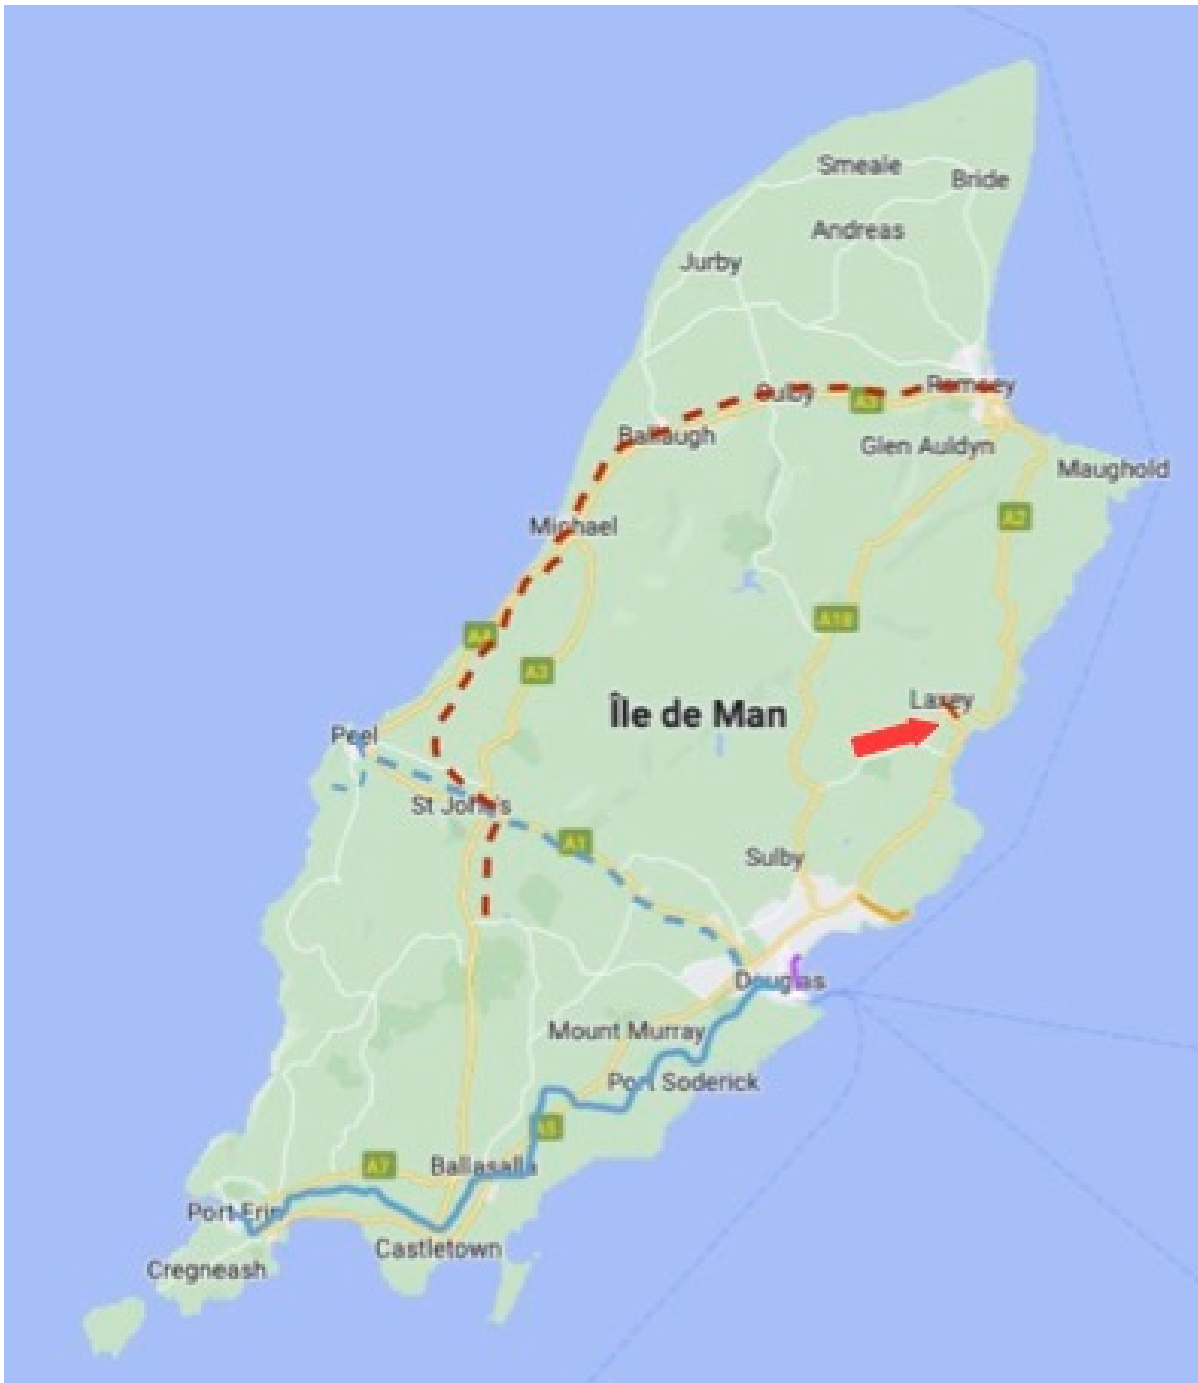 Smeale
Bride
Andreas
Jurby
Sulby
A3
Ramsey
Ballaugh
Glen Auldyn
Maughold
Michael
A2
A18
A4
A3
Laxey
Île de Man
Peel
St John's
A1
Sulby
Douglas
Mount Murray
Port Soderick
A5
A7
Ballasalla
Port Erin
Castletown
Cregneash